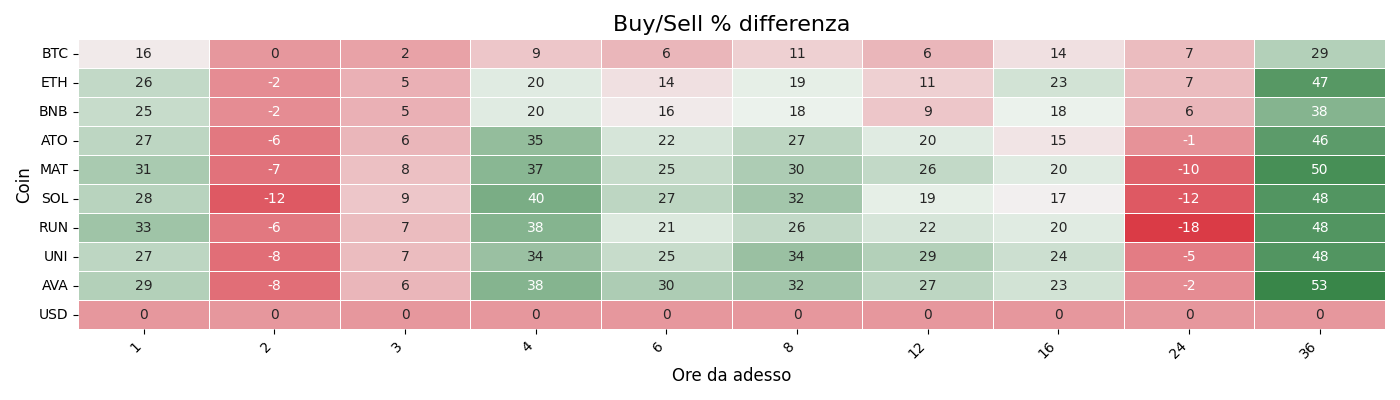 Buy/Sell % differenza
Coin
BTC 16 0 2 9 6 11 6 14 7 29
ETH 26 -2 5 20 14 19 11 23 7 47
BNB 25 -2 5 20 16 18 9 18 6 38
ATO 27 -6 6 35 22 27 20 15 -1 46
MAT 31 -7 8 37 25 30 26 20 -10 50
SOL 28 -12 9 40 27 32 19 17 -12 48
RUN 33 -6 7 38 21 26 22 20 -18 48
UNI 27 -8 7 34 25 34 29 24 -5 48
AVA 29 -8 6 38 30 32 27 23 -2 53
USD 0 0 0 0 0 0 0 0 0 0
1 2 3 4 6 8 12 16 24 36
Ore da adesso